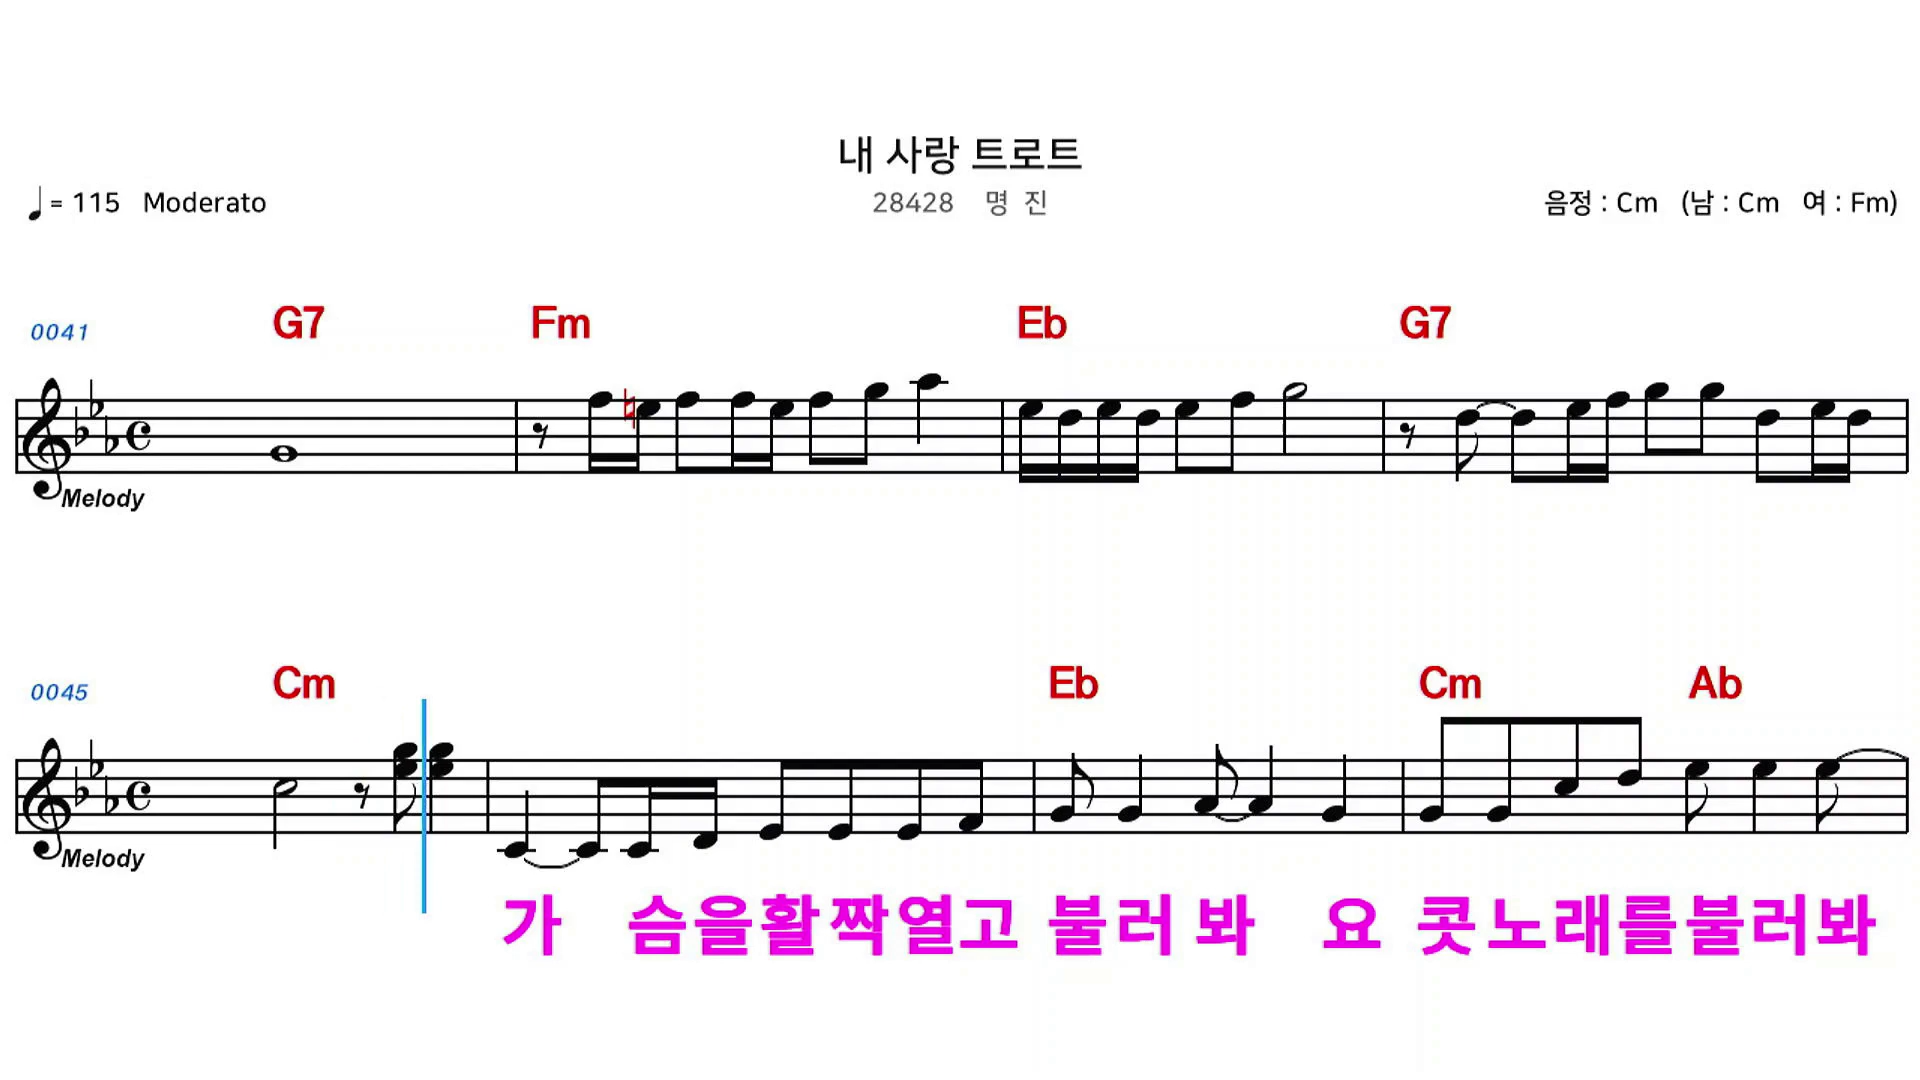 내 사랑 트로트
♩= 115 Moderato 28428 명 진 음정 : Cm (남 : Cm 여 : Fm)
0041 G7 Fm Eb G7
Melody
0045 Cm Eb Cm Ab
Melody
가 슴을활짝열고 불러 봐 요 콧노래를불러봐